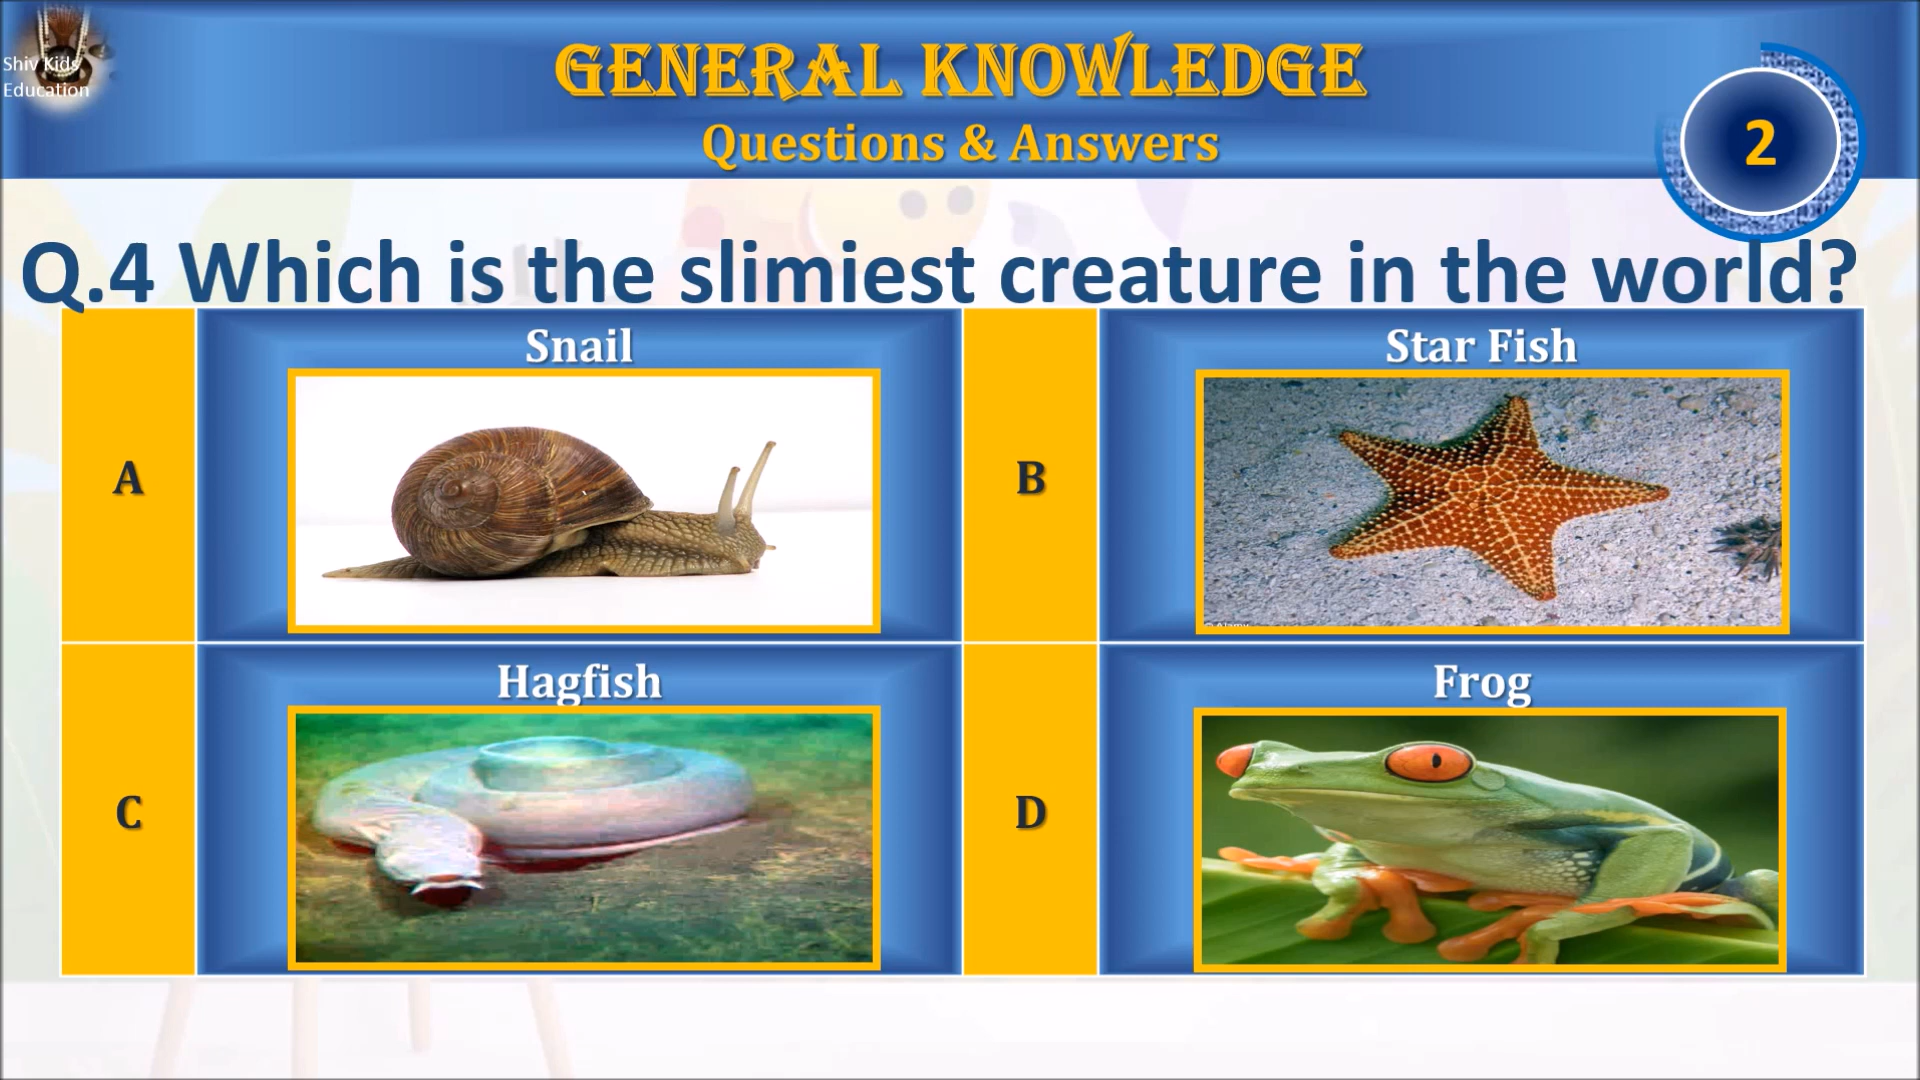 Shiv Kids
Education
GENERAL KNOWLEDGE
Questions & Answers
2
Q.4 Which is the slimiest creature in the world?
A
Snail
B
Star Fish
© Alamy
C
Hagfish
D
Frog